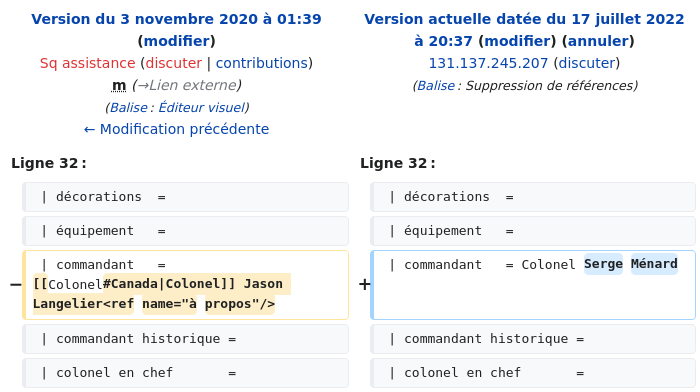 Version du 3 novembre 2020 à 01:39
(modifier)
Sq assistance (discuter | contributions)
m (→Lien externe)
(Balise : Éditeur visuel)
← Modification précédente
Version actuelle datée du 17 juillet 2022
à 20:37 (modifier) (annuler)
131.137.245.207 (discuter)
(Balise : Suppression de références)
Ligne 32 :
Ligne 32 :
| décorations =
| décorations =
| équipement =
| équipement =
− | commandant =
[[Colonel#Canada|Colonel]] Jason
Langelier<ref name="à propos"/>
+ | commandant = Colonel Serge Ménard
| commandant historique =
| commandant historique =
| colonel en chef =
| colonel en chef =